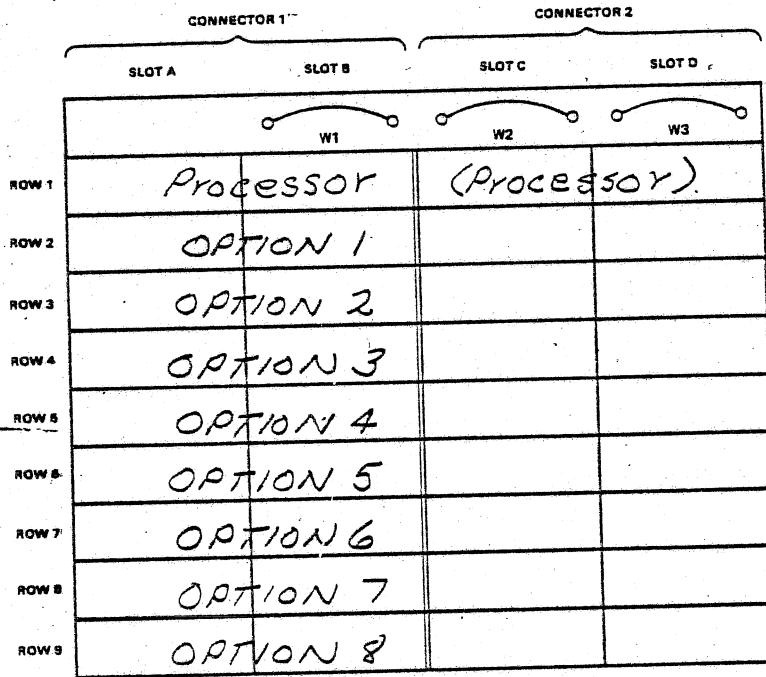 CONNECTOR 1 CONNECTOR 2
SLOT A SLOT B SLOT C SLOT D
W1 W2 W3
ROW 1 Processor (Processor).
ROW 2 OPTION 1
ROW 3 OPTION 2
ROW 4 OPTION 3
ROW 5 OPTION 4
ROW 6 OPTION 5
ROW 7 OPTION 6
ROW 8 OPTION 7
ROW 9 OPTION 8